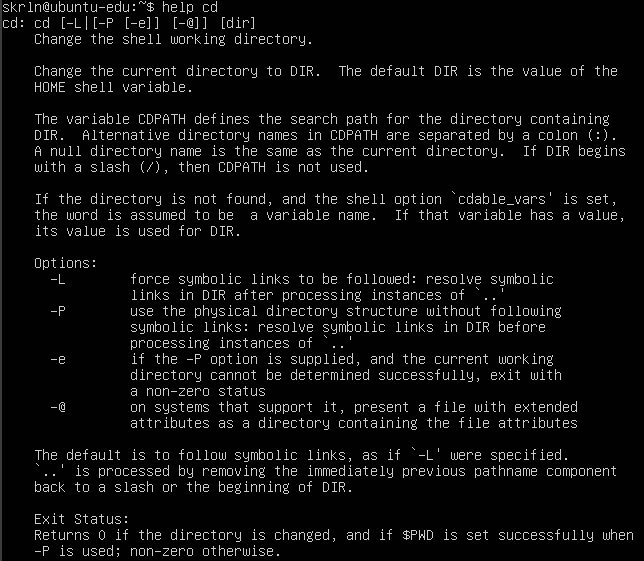 skrln@ubuntu-edu:~$ help cd
cd: cd [-L|[-P [-e]] [-@]] [dir]
    Change the shell working directory.

    Change the current directory to DIR.  The default DIR is the value of the
    HOME shell variable.

    The variable CDPATH defines the search path for the directory containing
    DIR.  Alternative directory names in CDPATH are separated by a colon (:).
    A null directory name is the same as the current directory.  If DIR begins
    with a slash (/), then CDPATH is not used.

    If the directory is not found, and the shell option `cdable_vars' is set,
    the word is assumed to be  a variable name.  If that variable has a value,
    its value is used for DIR.

    Options:
      -L        force symbolic links to be followed: resolve symbolic
                links in DIR after processing instances of `..'
      -P        use the physical directory structure without following
                symbolic links: resolve symbolic links in DIR before
                processing instances of `..'
      -e        if the -P option is supplied, and the current working
                directory cannot be determined successfully, exit with
                a non-zero status
      -@        on systems that support it, present a file with extended
                attributes as a directory containing the file attributes

    The default is to follow symbolic links, as if `-L' were specified.
    `..' is processed by removing the immediately previous pathname component
    back to a slash or the beginning of DIR.

    Exit Status:
    Returns 0 if the directory is changed, and if $PWD is set successfully when
    -P is used; non-zero otherwise.